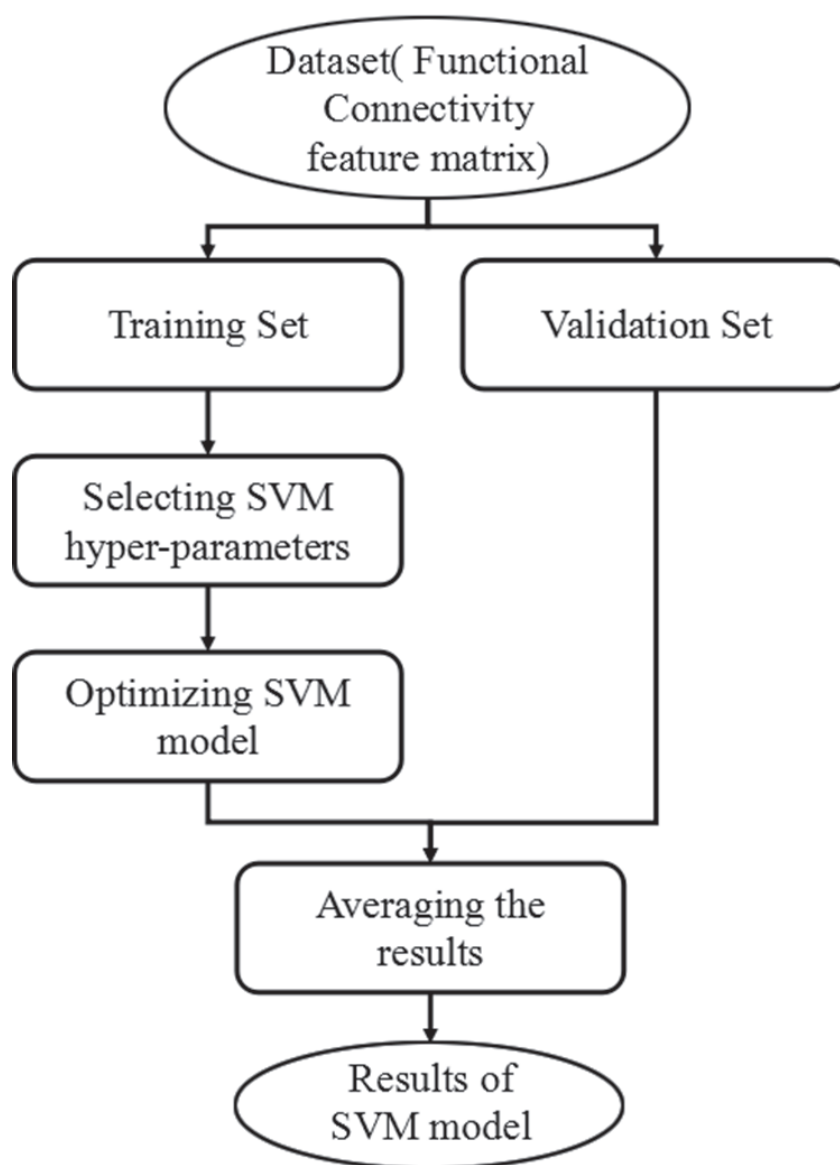 Dataset( Functional
Connectivity
feature matrix)
Training Set
Validation Set
Selecting SVM
hyper-parameters
Optimizing SVM
model
Averaging the
results
Results of
SVM model